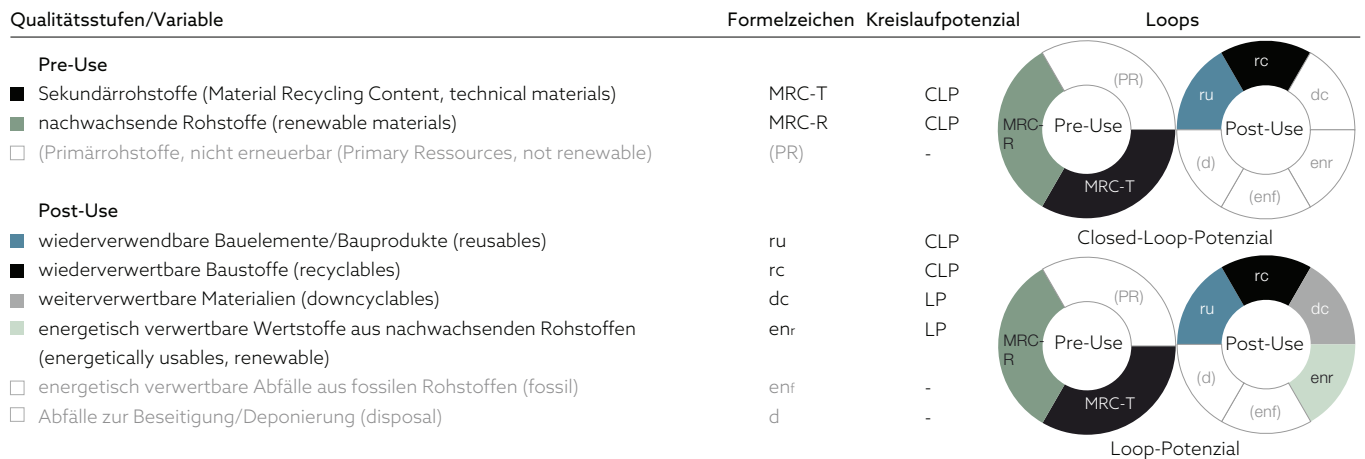 Qualitätsstufen/Variable Formelzeichen Kreislaufpotenzial Loops
Pre-Use
Sekundärrohstoffe (Material Recycling Content, technical materials) MRC-T CLP
nachwachsende Rohstoffe (renewable materials) MRC-R CLP
(Primärrohstoffe, nicht erneuerbar (Primary Ressources, not renewable) (PR) -
Post-Use
wiederverwendbare Bauelemente/Bauprodukte (reusables) ru CLP
wiederverwertbare Baustoffe (recyclables) rc CLP
weiterverwertbare Materialien (downcyclables) dc LP
energetisch verwertbare Wertstoffe aus nachwachsenden Rohstoffen enr LP
(energetically usables, renewable)
energetisch verwertbare Abfälle aus fossilen Rohstoffen (fossil) enf -
Abfälle zur Beseitigung/Deponierung (disposal) d -
(PR)
MRC-
R
Pre-Use
MRC-T
rc
ru
dc
Post-Use
(d)
enr
(enf)
Closed-Loop-Potenzial
(PR)
MRC-
R
Pre-Use
MRC-T
rc
ru
dc
Post-Use
(d)
enr
(enf)
Loop-Potenzial